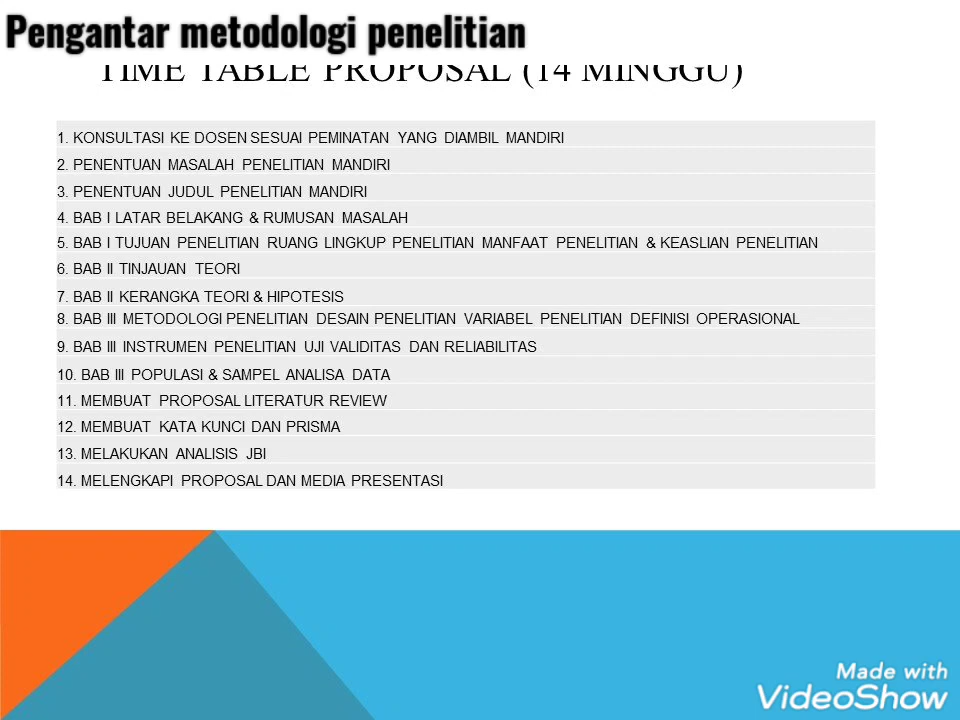 Pengantar metodologi penelitian
TIME TABLE PROPOSAL (14 MINGGU)
1. KONSULTASI KE DOSEN SESUAI PEMINATAN YANG DIAMBIL MANDIRI
2. PENENTUAN MASALAH PENELITIAN MANDIRI
3. PENENTUAN JUDUL PENELITIAN MANDIRI
4. BAB I LATAR BELAKANG & RUMUSAN MASALAH
5. BAB I TUJUAN PENELITIAN RUANG LINGKUP PENELITIAN MANFAAT PENELITIAN & KEASLIAN PENELITIAN
6. BAB II TINJAUAN TEORI
7. BAB II KERANGKA TEORI & HIPOTESIS
8. BAB III METODOLOGI PENELITIAN DESAIN PENELITIAN VARIABEL PENELITIAN DEFINISI OPERASIONAL
9. BAB III INSTRUMEN PENELITIAN UJI VALIDITAS DAN RELIABILITAS
10. BAB III POPULASI & SAMPEL ANALISA DATA
11. MEMBUAT PROPOSAL LITERATUR REVIEW
12. MEMBUAT KATA KUNCI DAN PRISMA
13. MELAKUKAN ANALISIS JBI
14. MELENGKAPI PROPOSAL DAN MEDIA PRESENTASI
Made with
VideoShow